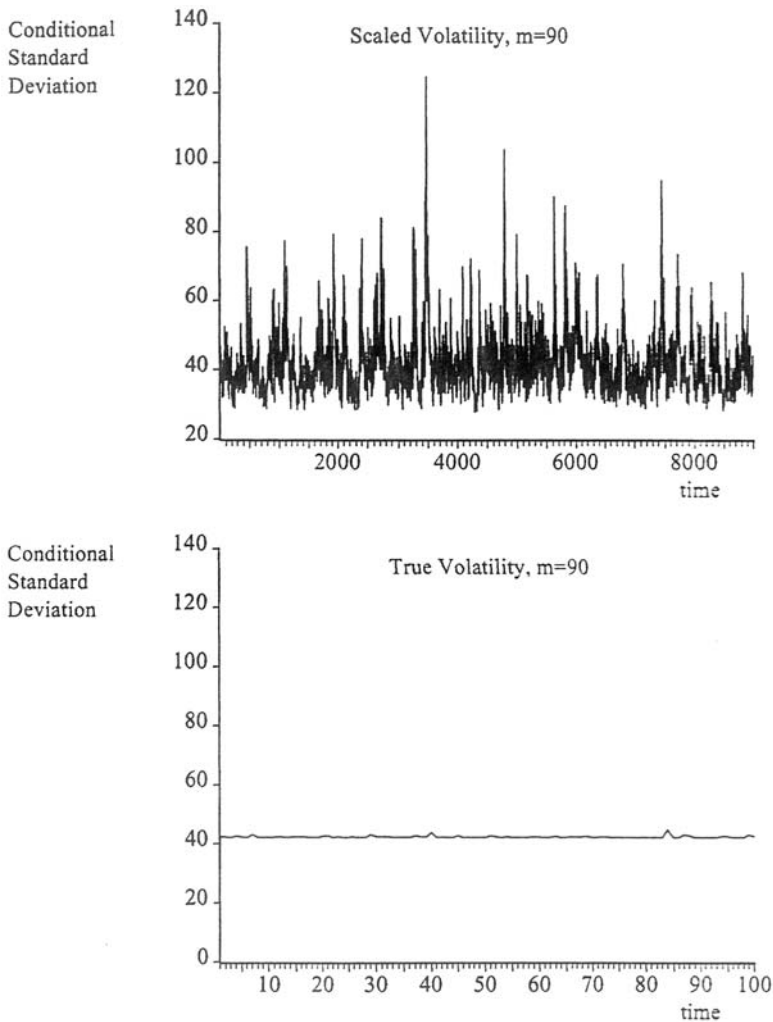 Conditional
Standard
Deviation
Scaled Volatility, m=90
140
120
100
80
60
40
20
2000 4000 6000 8000
time
Conditional
Standard
Deviation
True Volatility, m=90
140
120
100
80
60
40
20
0
10 20 30 40 50 60 70 80 90 100
time